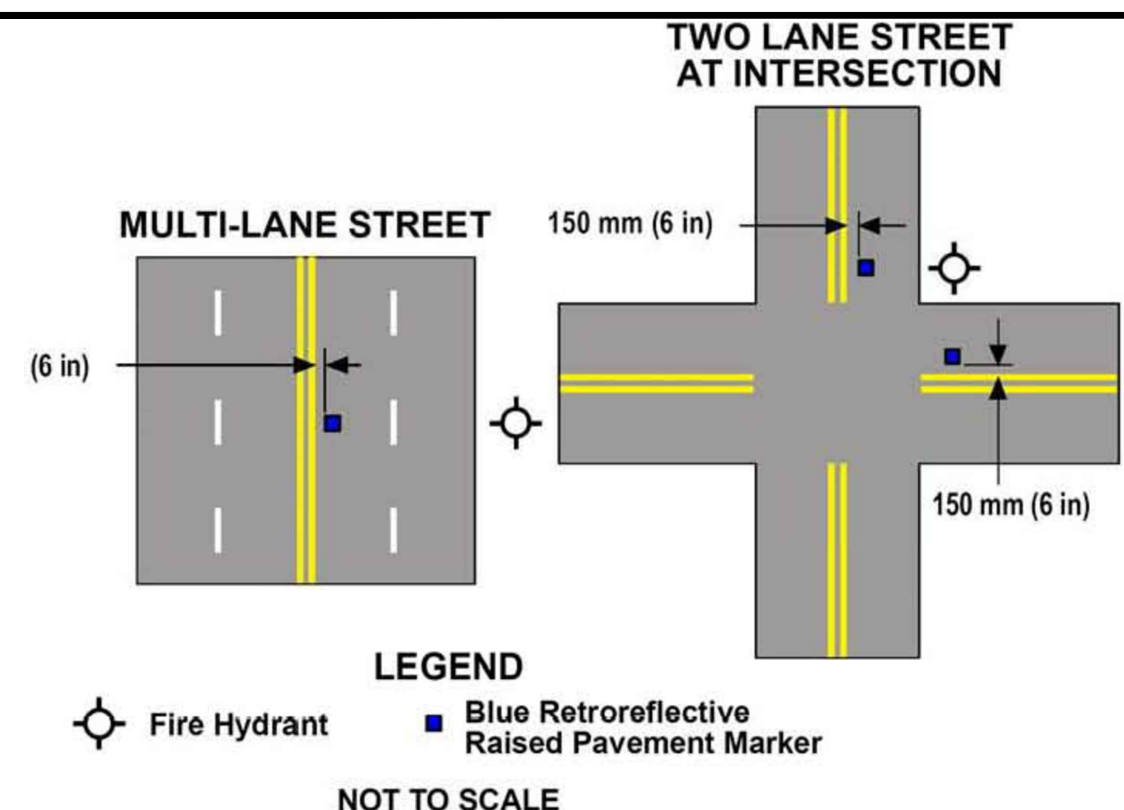 TWO LANE STREET
AT INTERSECTION
MULTI-LANE STREET
150 mm (6 in)
(6 in)
150 mm (6 in)
LEGEND
Fire Hydrant
Blue Retroreflective
Raised Pavement Marker
NOT TO SCALE